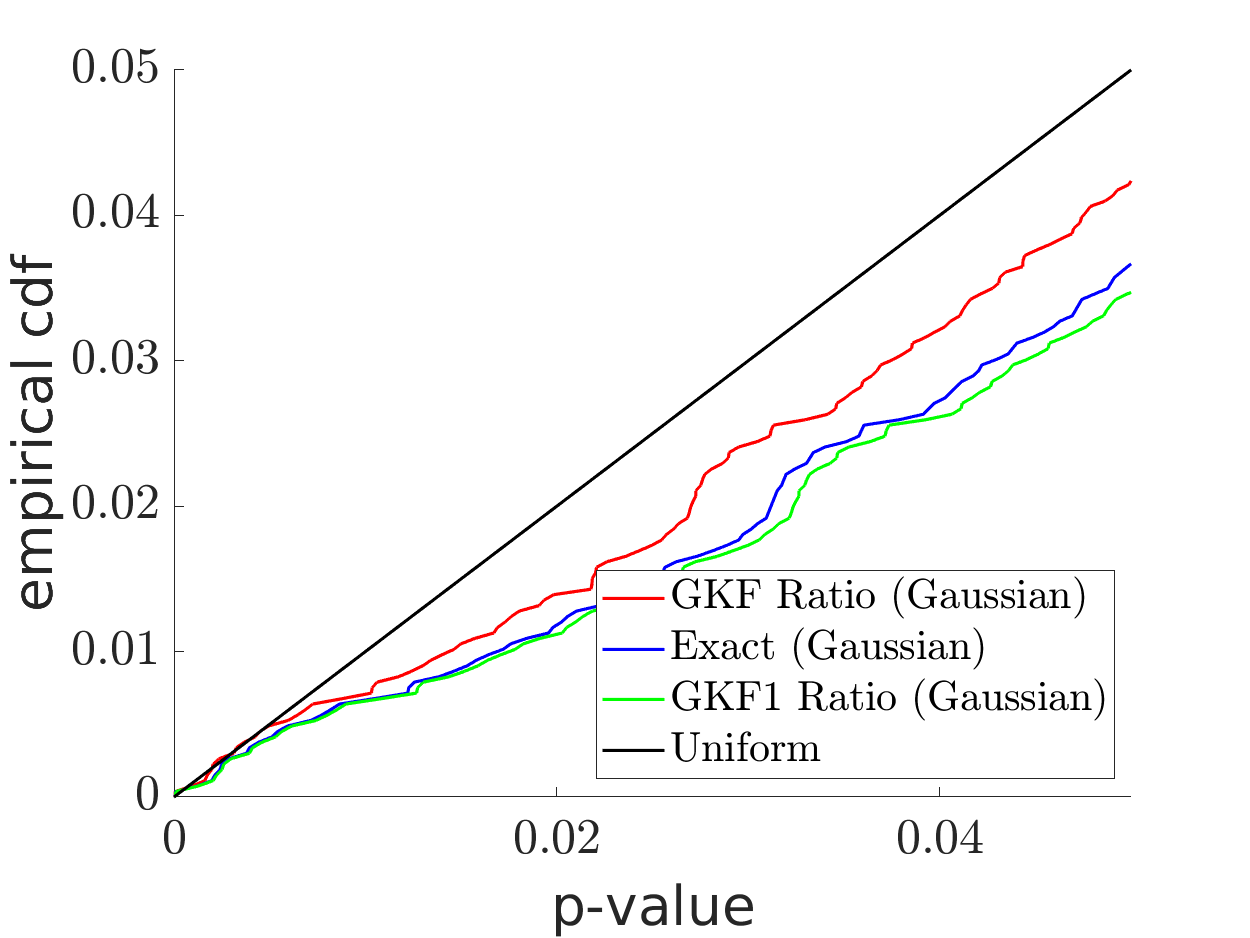 0.05
0.04
0.03
0.02
0.01
0
empirical cdf
GKF Ratio (Gaussian)
Exact (Gaussian)
GKF1 Ratio (Gaussian)
Uniform
0 0.02 0.04
p-value